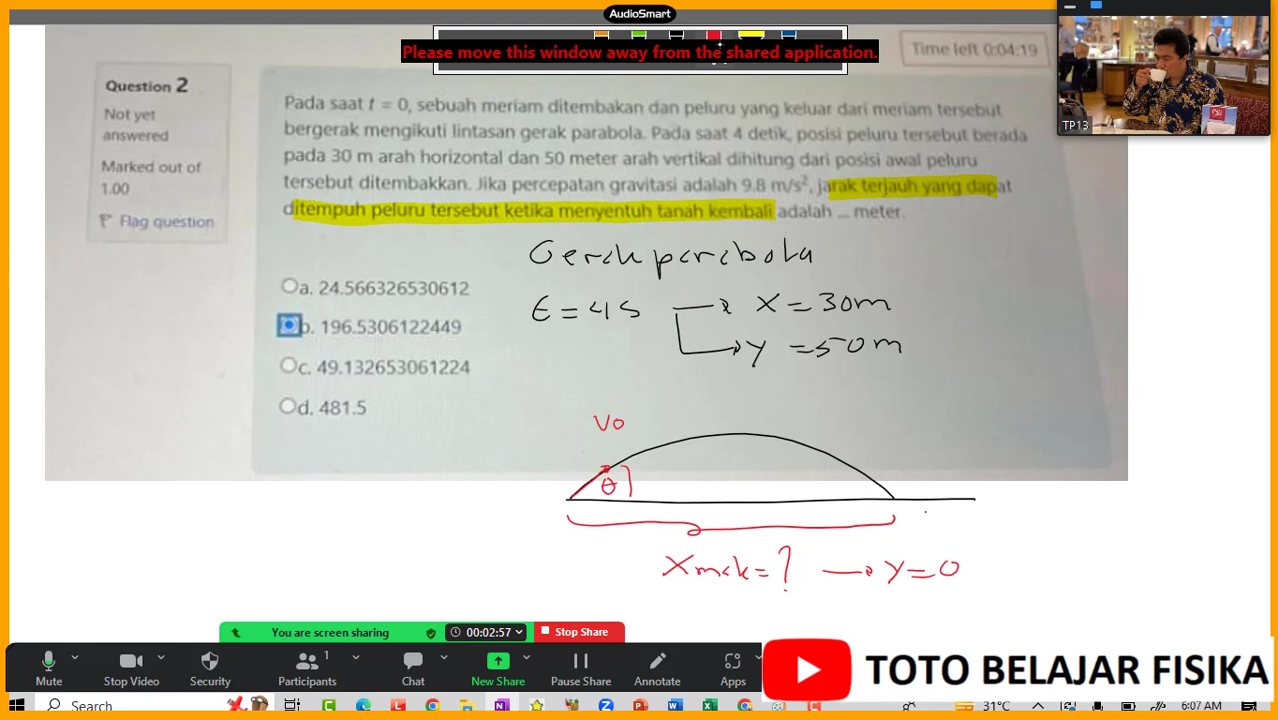 AudioSmart
Please move this window away from the shared application.
Time left 0:04:19
TP13
Question 2
Not yet
answered
Marked out of
1.00
Flag question
Pada saat t = 0, sebuah meriam ditembakan dan peluru yang keluar dari meriam tersebut
bergerak mengikuti lintasan gerak parabola. Pada saat 4 detik, posisi peluru tersebut berada
pada 30 m arah horizontal dan 50 meter arah vertikal dihitung dari posisi awal peluru
tersebut ditembakkan. Jika percepatan gravitasi adalah 9.8 m/s², jarak terjauh yang dapat
ditempuh peluru tersebut ketika menyentuh tanah kembali adalah ... meter.
a. 24.566326530612
b. 196.5306122449
c. 49.132653061224
d. 481.5
Gerak parabola
t = 4 s → x = 30 m
→ y = 50 m
Vo
θ
Xmak = ? → y = 0
You are screen sharing
00:02:57
Stop Share
1
Mute
Stop Video
Security
Participants
Chat
New Share
Pause Share
Annotate
Apps
TOTO BELAJAR FISIKA
Search
31°C
6:07 AM